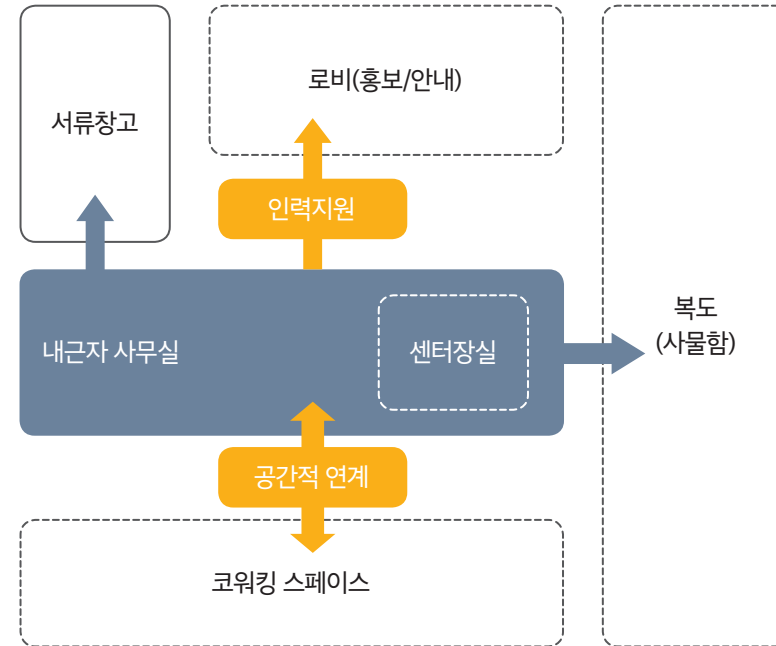 로비(홍보/안내)
서류창고
인력지원
내근자 사무실
센터장실
복도
(사물함)
공간적 연계
코워킹 스페이스